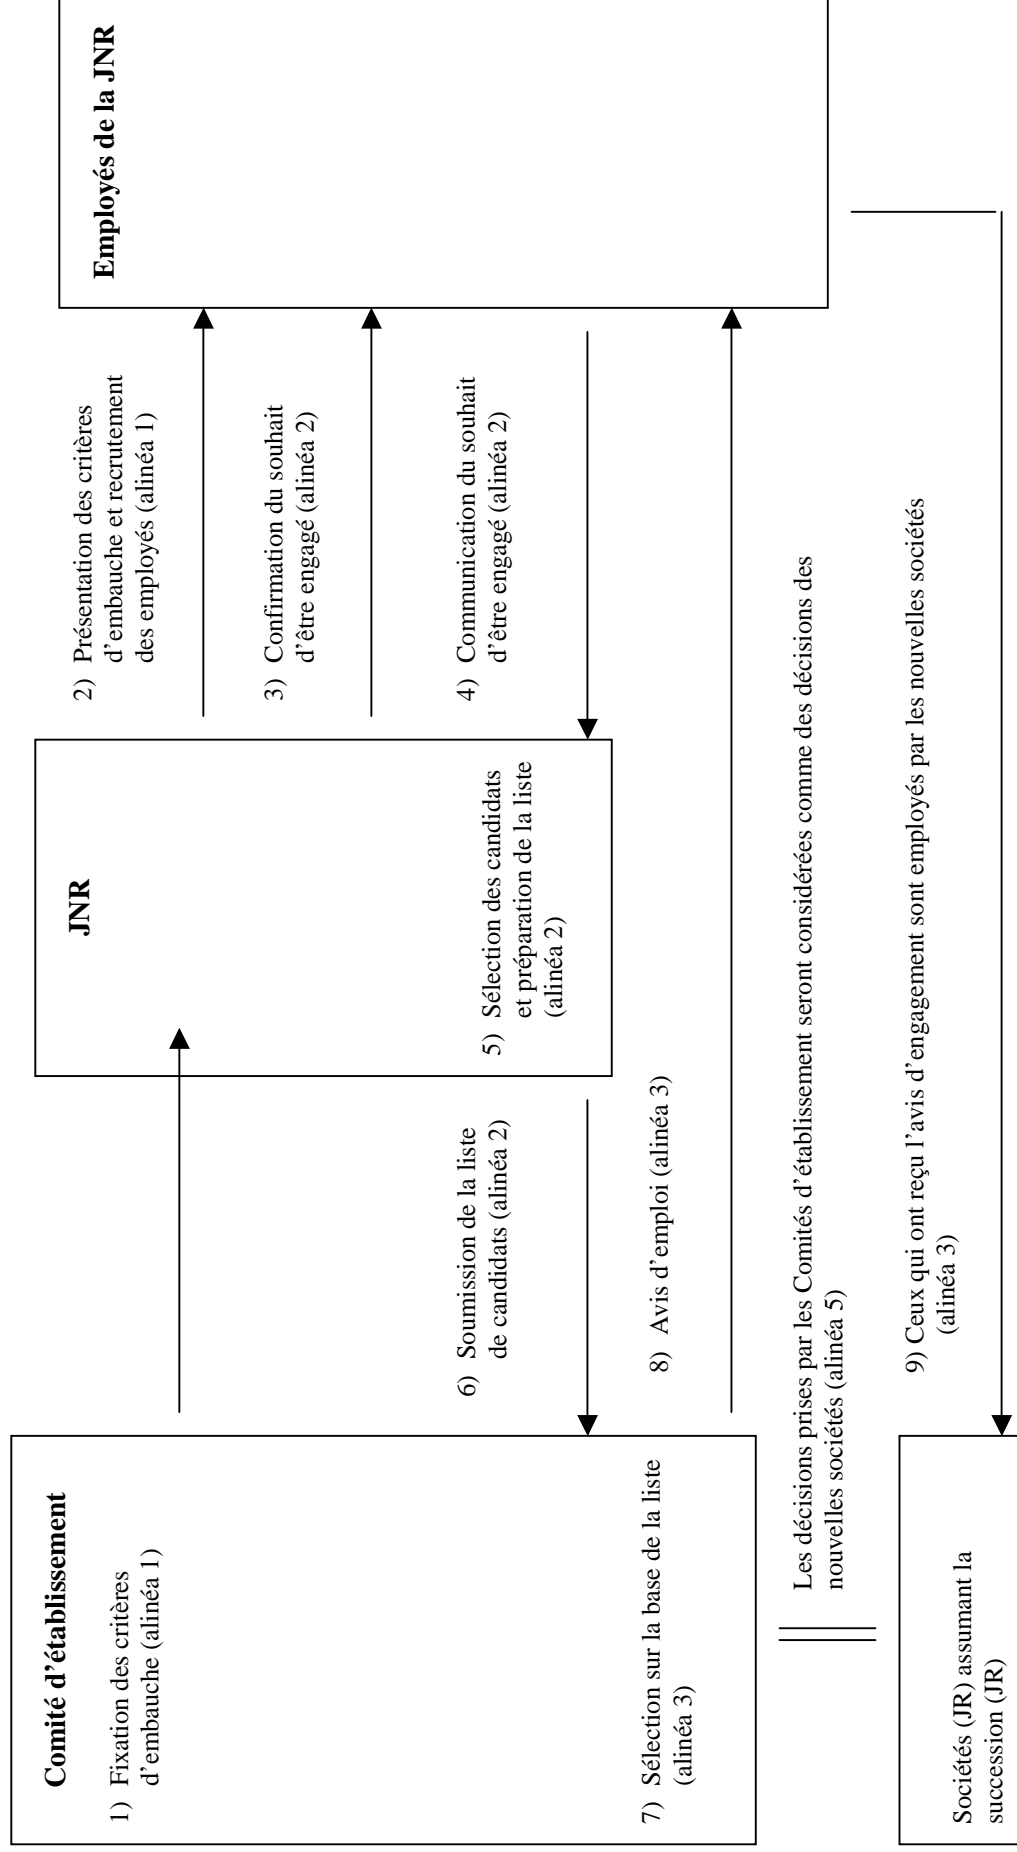 Comité d'établissement
1) Fixation des critères
d'embauche (alinéa 1)
JNR
2) Présentation des critères
d'embauche et recrutement
des employés (alinéa 1)
Employés de la JNR
3) Confirmation du souhait
d'être engagé (alinéa 2)
4) Communication du souhait
d'être engagé (alinéa 2)
5) Sélection des candidats
et préparation de la liste
(alinéa 2)
6) Soumission de la liste
de candidats (alinéa 2)
7) Sélection sur la base de la liste
(alinéa 3)
8) Avis d'emploi (alinéa 3)
Les décisions prises par les Comités d'établissement seront considérées comme des décisions des
nouvelles sociétés (alinéa 5)
9) Ceux qui ont reçu l'avis d'engagement sont employés par les nouvelles sociétés
(alinéa 3)
Sociétés (JR) assumant la
succession (JR)